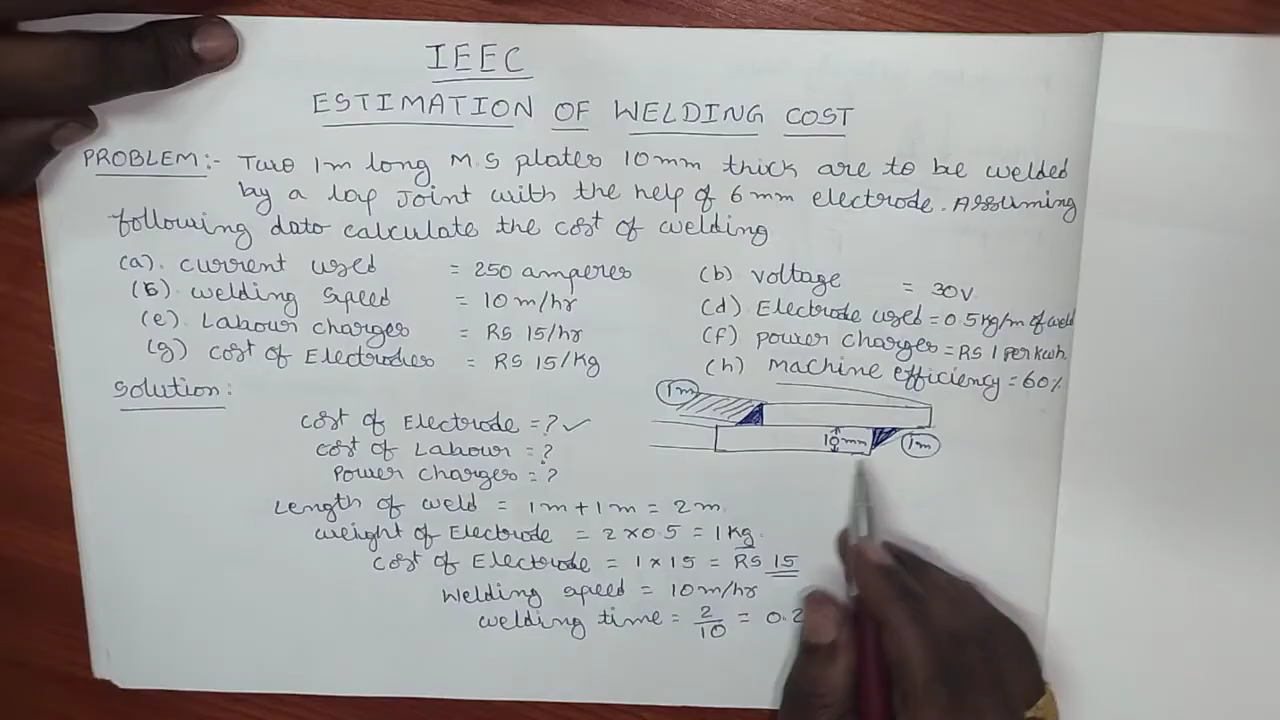 IEEC
ESTIMATION OF WELDING COST
PROBLEM:- Two 1m long M.S plates 10mm thick are to be welded
by a lap Joint with the help of 6 mm electrode. Assuming
following data calculate the cost of welding
(a). current used = 250 amperes (b) voltage = 30V
(c). welding speed = 10 m/hr (d) Electrode used = 0.5 kg/m of weld
(e). Labour charges = RS 15/hr (f) power charges = RS 1 per kwh.
(g) cost of Electrodes = RS 15/kg (h) Machine efficiency = 60%
Solution:
1m
10mm 1m
cost of Electrode = ? ✓
cost of Labour = ?
Power charges = ?
Length of weld = 1m + 1m = 2m.
weight of Electrode = 2 × 0.5 = 1 kg.
cost of Electrode = 1 × 15 = RS 15
Welding speed = 10m/hr
welding time = 2/10 = 0.2